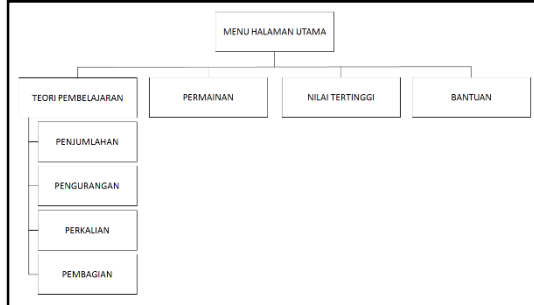 MENU HALAMAN UTAMA
TEORI PEMBELAJARAN
PERMAINAN
NILAI TERTINGGI
BANTUAN
PENJUMLAHAN
PENGURANGAN
PERKALIAN
PEMBAGIAN